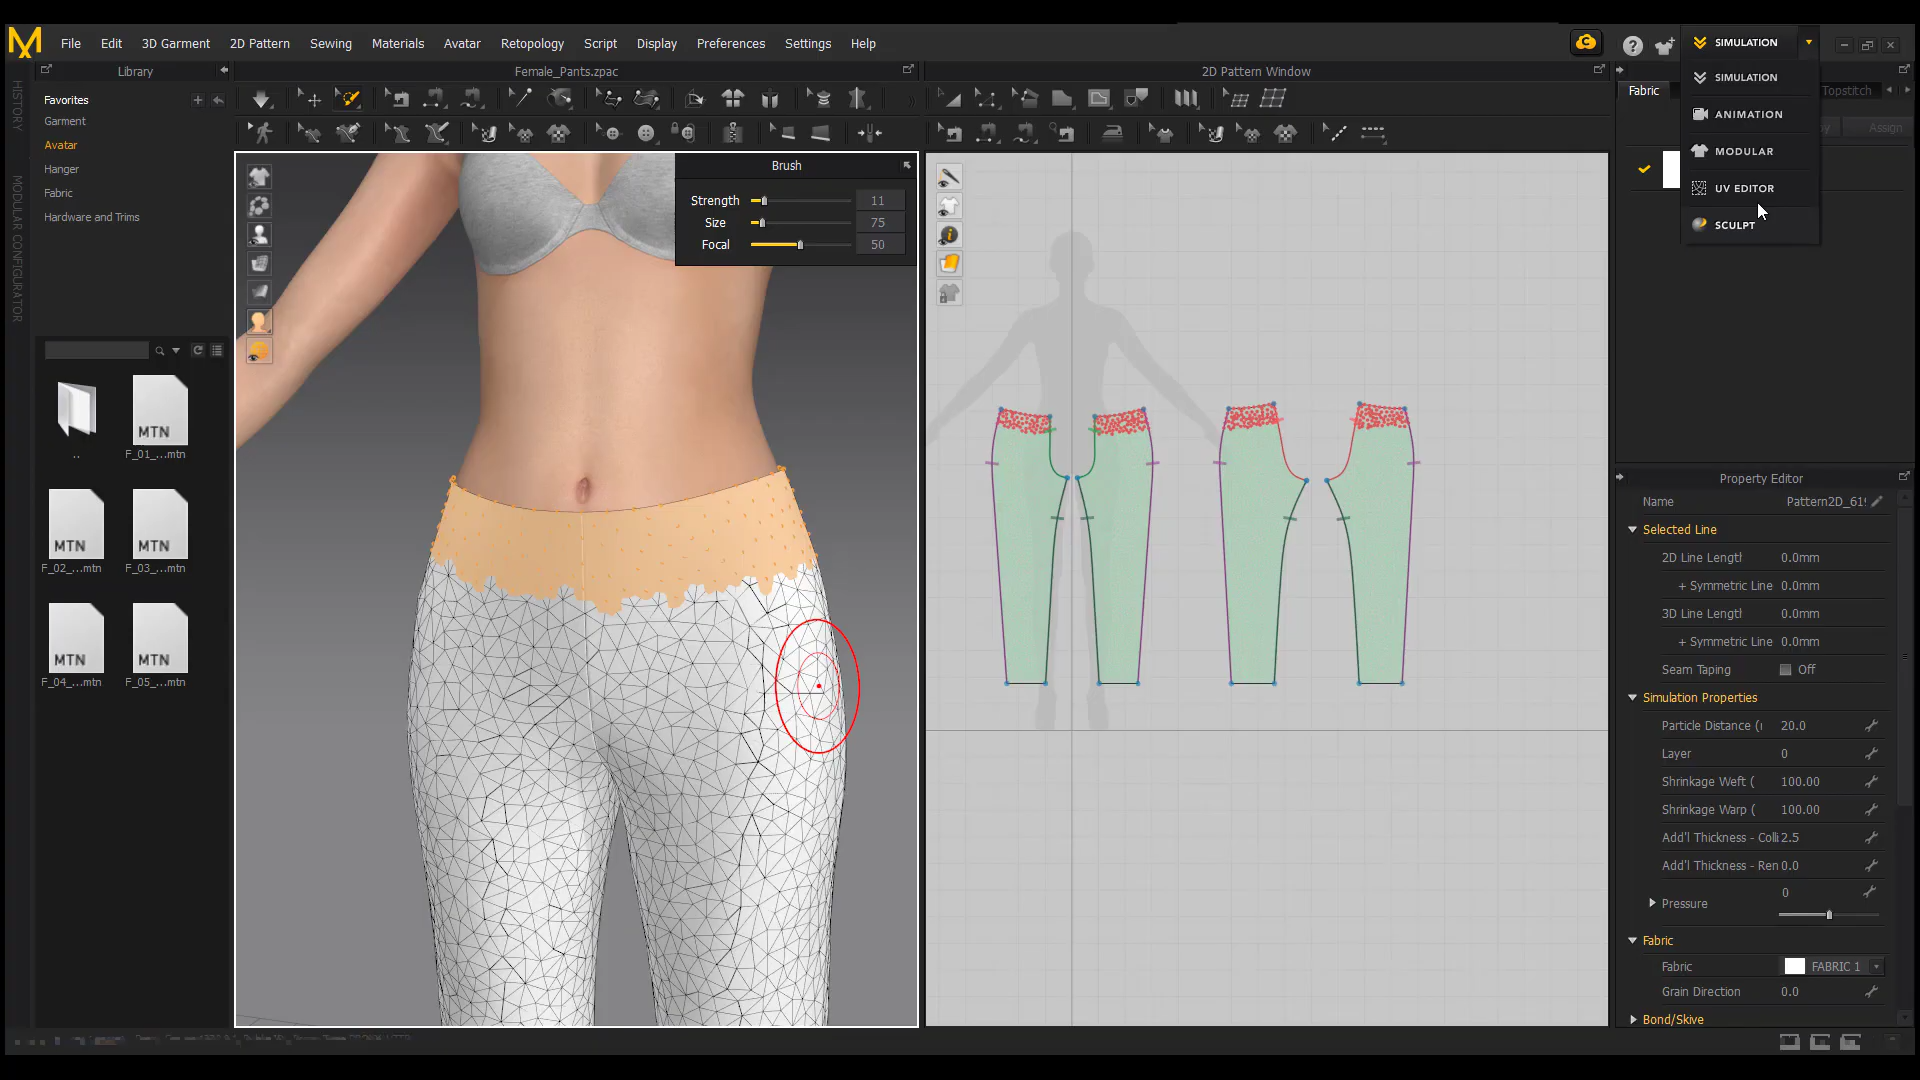 File Edit 3D Garment 2D Pattern Sewing Materials Avatar Retopology Script Display Preferences Settings Help
SIMULATION
SIMULATION
ANIMATION
MODULAR
UV EDITOR
SCULPT
HISTORY
MODULAR CONFIGURATOR
Library
Favorites
Garment
Avatar
Hanger
Fabric
Hardware and Trims
..
MTN
F_01_...mtn
MTN
F_02_...mtn
MTN
F_03_...mtn
MTN
F_04_...mtn
MTN
F_05_...mtn
Female_Pants.zpac
Brush
Strength 11
Size 75
Focal 50
2D Pattern Window
Fabric
Topstitch
Assign
Property Editor
Name Pattern2D_619
Selected Line
2D Line Length 0.0mm
+ Symmetric Line 0.0mm
3D Line Length 0.0mm
+ Symmetric Line 0.0mm
Seam Taping Off
Simulation Properties
Particle Distance (r 20.0
Layer 0
Shrinkage Weft ( 100.00
Shrinkage Warp ( 100.00
Add'l Thickness - Colli 2.5
Add'l Thickness - Ren 0.0
Pressure 0
Fabric
Fabric FABRIC 1
Grain Direction 0.0
Bond/Skive